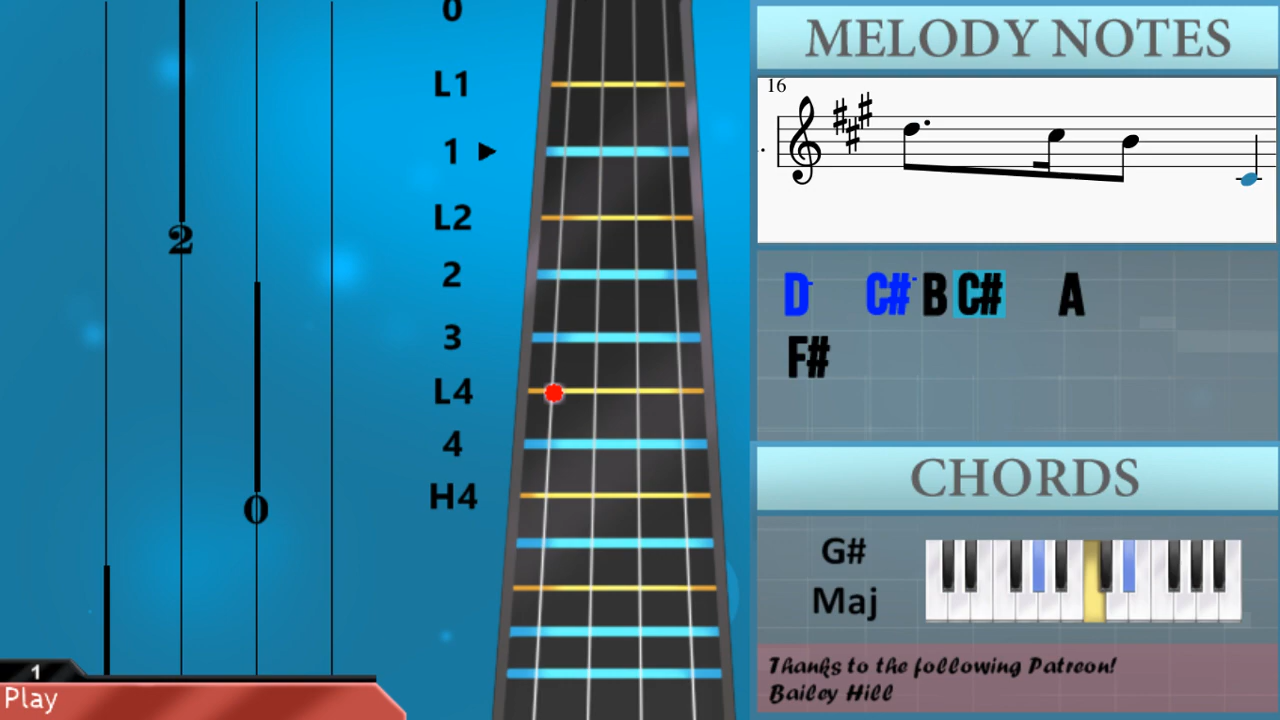 0
L1
1
L2
2
3
L4
4
H4
2
0
1
Play
MELODY NOTES
16
D C# B C# A
F#
CHORDS
G#
Maj
Thanks to the following Patreon!
Bailey Hill